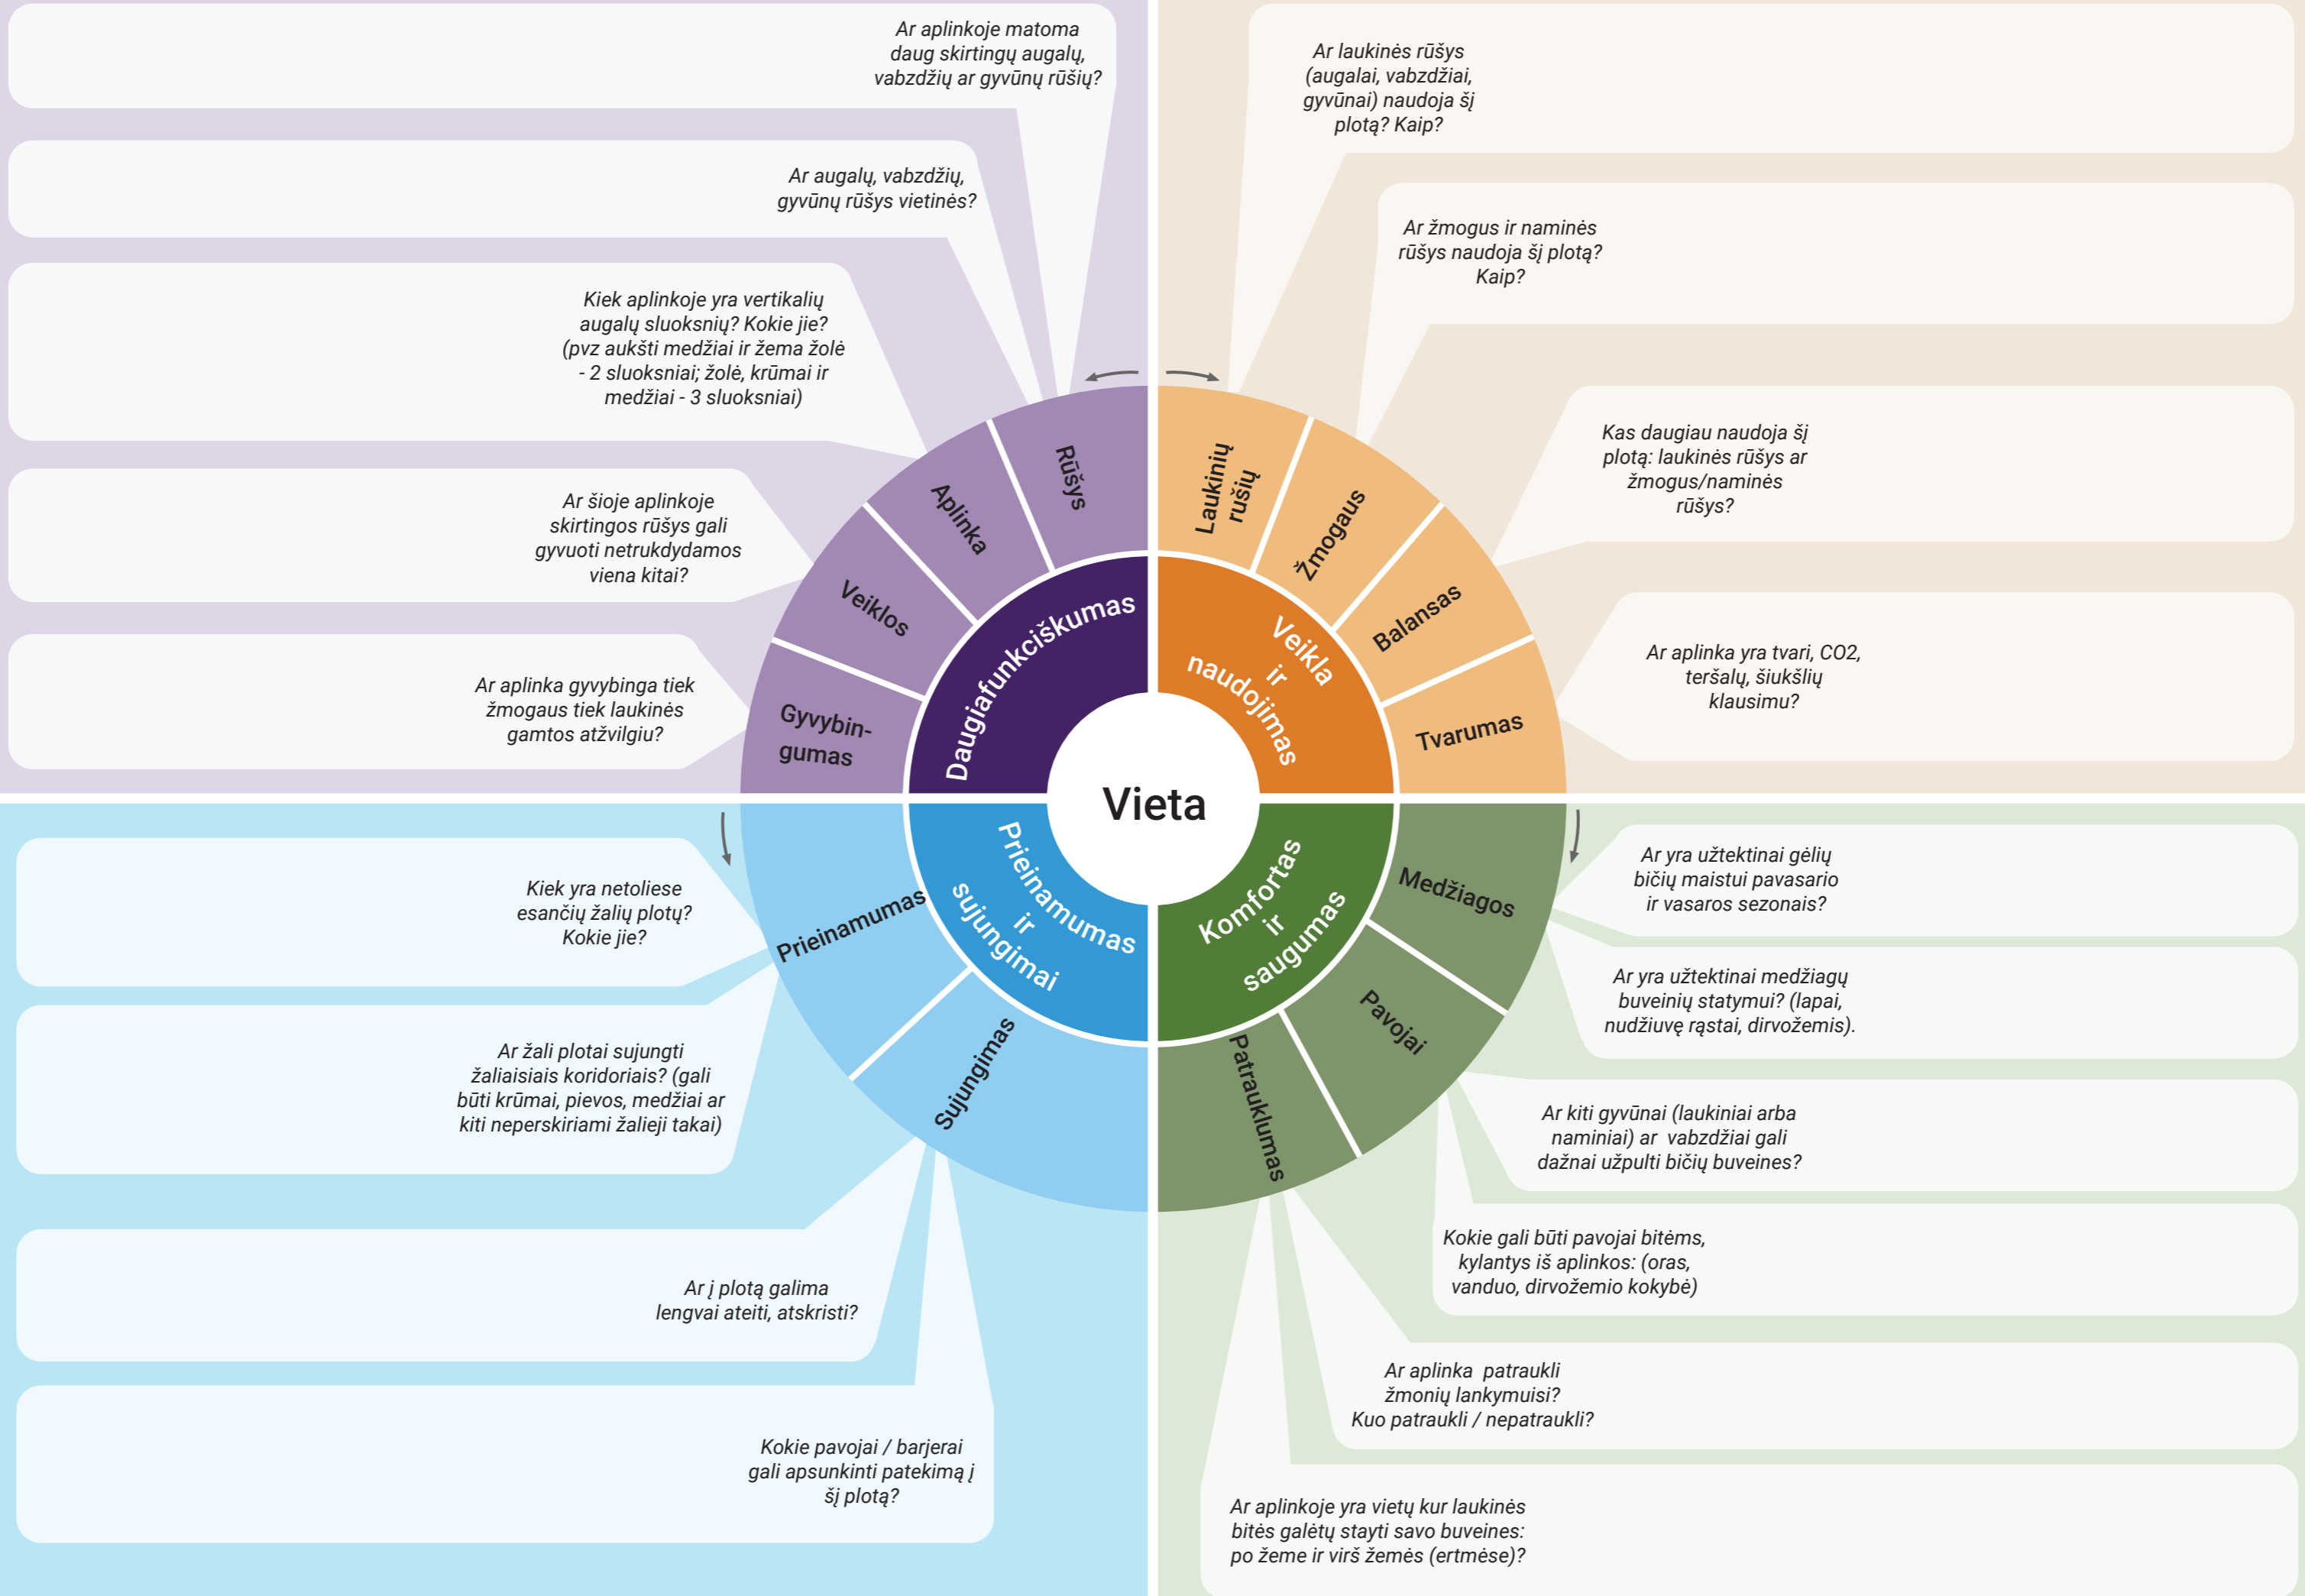 Ar aplinkoje matoma
daug skirtingų augalų,
vabzdžių ar gyvūnų rūšių?
Ar augalų, vabzdžių,
gyvūnų rūšys vietinės?
Kiek aplinkoje yra vertikalių
augalų sluoksnių? Kokie jie?
(pvz aukšti medžiai ir žema žolė
- 2 sluoksniai; žolė, krūmai ir
medžiai - 3 sluoksniai)
Ar šioje aplinkoje
skirtingos rūšys gali
gyvuoti netrukdydamos
viena kitai?
Ar aplinka gyvybinga tiek
žmogaus tiek laukinės
gamtos atžvilgiu?
Rūšys
Aplinka
Veiklos
Gyvybin-
gumas
Daugiafunkciškumas
Ar laukinės rūšys
(augalai, vabzdžiai,
gyvūnai) naudoja šį
plotą? Kaip?
Ar žmogus ir naminės
rūšys naudoja šį plotą?
Kaip?
Kas daugiau naudoja šį
plotą: laukinės rūšys ar
žmogus/naminės
rūšys?
Ar aplinka yra tvari, CO2,
teršalų, šiukšlių
klausimu?
Laukinių
rušių
Žmogaus
Balansas
Tvarumas
Veikla
ir
naudojimas
Vieta
Kiek yra netoliese
esančių žalių plotų?
Kokie jie?
Ar žali plotai sujungti
žaliaisiais koridoriais? (gali
būti krūmai, pievos, medžiai ar
kiti neperskiriami žalieji takai)
Ar į plotą galima
lengvai ateiti, atskristi?
Kokie pavojai / barjerai
gali apsunkinti patekimą į
šį plotą?
Prieinamumas
Sujungimas
Prieinamumas
ir
sujungimai
Komfortas
ir
saugumas
Medžiagos
Pavojai
Patrauklumas
Ar yra užtektinai gėlių
bičių maistui pavasario
ir vasaros sezonais?
Ar yra užtektinai medžiagų
buveinių statymui? (lapai,
nudžiuvę rąstai, dirvožemis).
Ar kiti gyvūnai (laukiniai arba
naminiai) ar vabzdžiai gali
dažnai užpulti bičių buveines?
Kokie gali būti pavojai bitėms,
kylantys iš aplinkos: (oras,
vanduo, dirvožemio kokybė)
Ar aplinka patraukli
žmonių lankymuisi?
Kuo patraukli / nepatraukli?
Ar aplinkoje yra vietų kur laukinės
bitės galėtų stayti savo buveines:
po žeme ir virš žemės (ertmėse)?